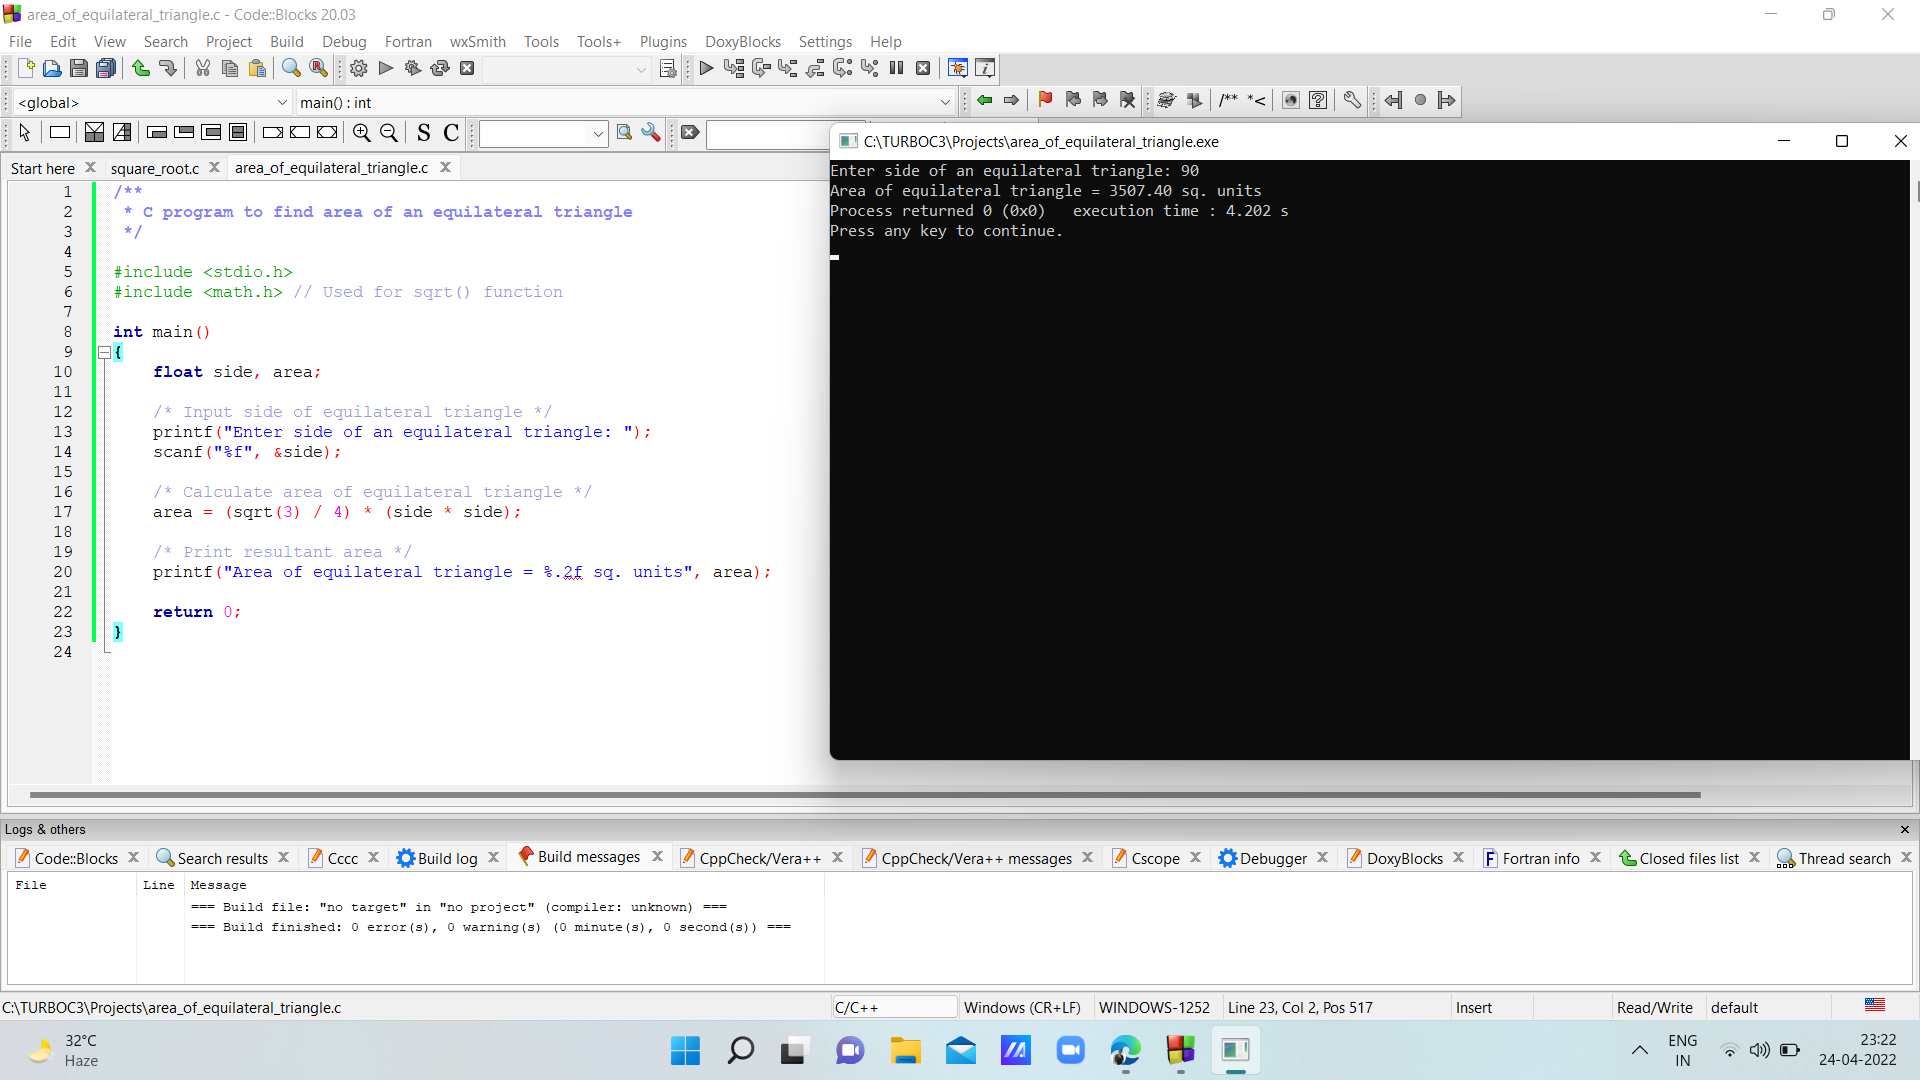 area_of_equilateral_triangle.c - Code::Blocks 20.03
File Edit View Search Project Build Debug Fortran wxSmith Tools Tools+ Plugins DoxyBlocks Settings Help
<global> main() : int
/** *<
S C
Start here square_root.c area_of_equilateral_triangle.c
1 /**
2 * C program to find area of an equilateral triangle
3 */
4
5 #include <stdio.h>
6 #include <math.h> // Used for sqrt() function
7
8 int main()
9 {
10 float side, area;
11
12 /* Input side of equilateral triangle */
13 printf("Enter side of an equilateral triangle: ");
14 scanf("%f", &side);
15
16 /* Calculate area of equilateral triangle */
17 area = (sqrt(3) / 4) * (side * side);
18
19 /* Print resultant area */
20 printf("Area of equilateral triangle = %.2f sq. units", area);
21
22 return 0;
23 }
24
C:\TURBOC3\Projects\area_of_equilateral_triangle.exe
Enter side of an equilateral triangle: 90
Area of equilateral triangle = 3507.40 sq. units
Process returned 0 (0x0) execution time : 4.202 s
Press any key to continue.
Logs & others
Code::Blocks Search results Cccc Build log Build messages CppCheck/Vera++ CppCheck/Vera++ messages Cscope Debugger DoxyBlocks Fortran info Closed files list Thread search
File Line Message
=== Build file: "no target" in "no project" (compiler: unknown) ===
=== Build finished: 0 error(s), 0 warning(s) (0 minute(s), 0 second(s)) ===
C:\TURBOC3\Projects\area_of_equilateral_triangle.c C/C++ Windows (CR+LF) WINDOWS-1252 Line 23, Col 2, Pos 517 Insert Read/Write default
32°C
Haze
ENG
IN
23:22
24-04-2022